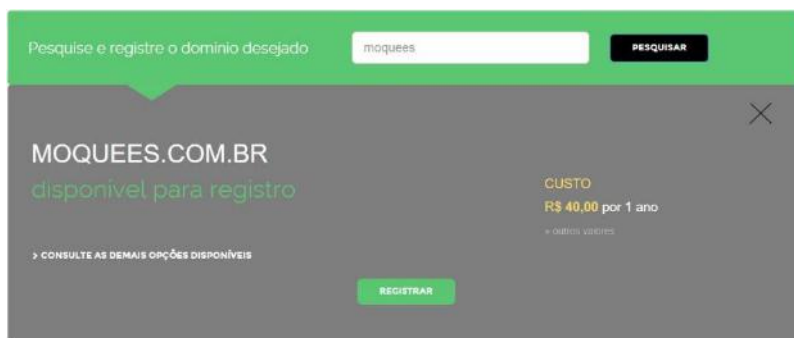 Pesquise e registre o domínio desejado
moquees
PESQUISAR
MOQUEES.COM.BR
disponível para registro
CUSTO
R$ 40,00 por 1 ano
+ outros valores
> CONSULTE AS DEMAIS OPÇÕES DISPONÍVEIS
REGISTRAR